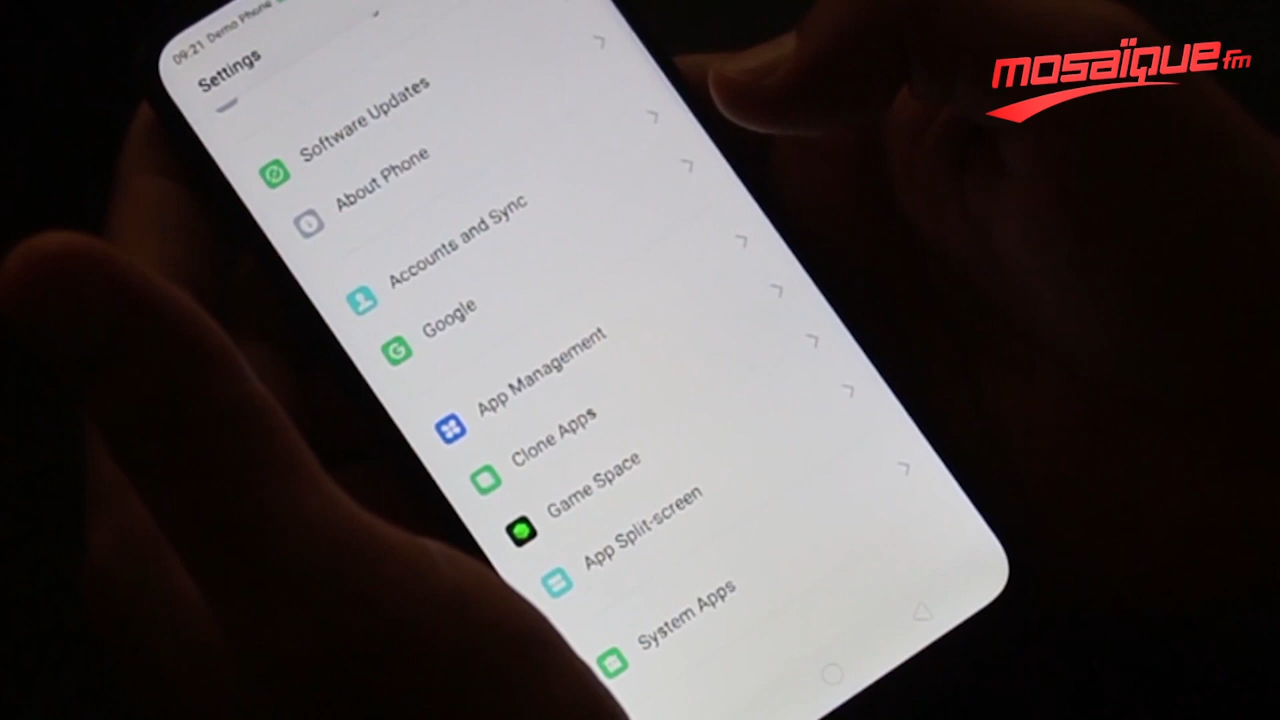 09:21 Demo Phone
Settings
mosaïque fm
Software Updates
About Phone
Accounts and Sync
Google
App Management
Clone Apps
Game Space
App Split-screen
System Apps